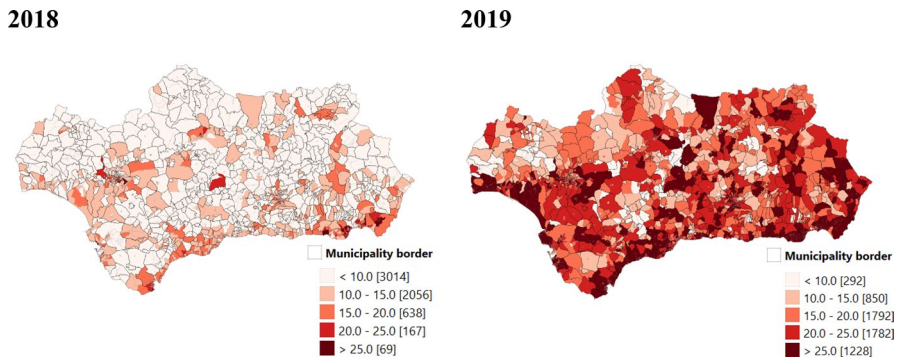 2018
2019
Municipality border
< 10.0 [3014]
10.0 - 15.0 [2056]
15.0 - 20.0 [638]
20.0 - 25.0 [167]
> 25.0 [69]
Municipality border
< 10.0 [292]
10.0 - 15.0 [850]
15.0 - 20.0 [1792]
20.0 - 25.0 [1782]
> 25.0 [1228]